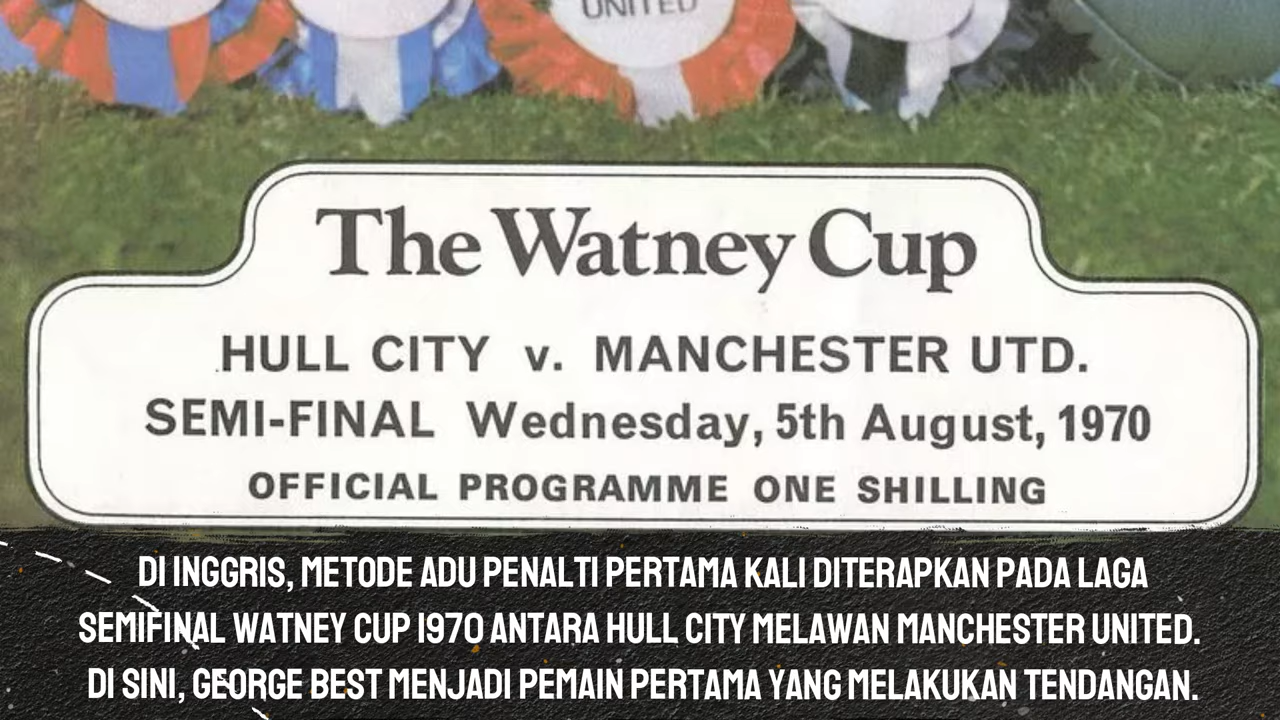 UNITED
The Watney Cup
HULL CITY v. MANCHESTER UTD.
SEMI-FINAL Wednesday, 5th August, 1970
OFFICIAL PROGRAMME ONE SHILLING
DI INGGRIS, METODE ADU PENALTI PERTAMA KALI DITERAPKAN PADA LAGA
SEMIFINAL WATNEY CUP 1970 ANTARA HULL CITY MELAWAN MANCHESTER UNITED.
DI SINI, GEORGE BEST MENJADI PEMAIN PERTAMA YANG MELAKUKAN TENDANGAN.